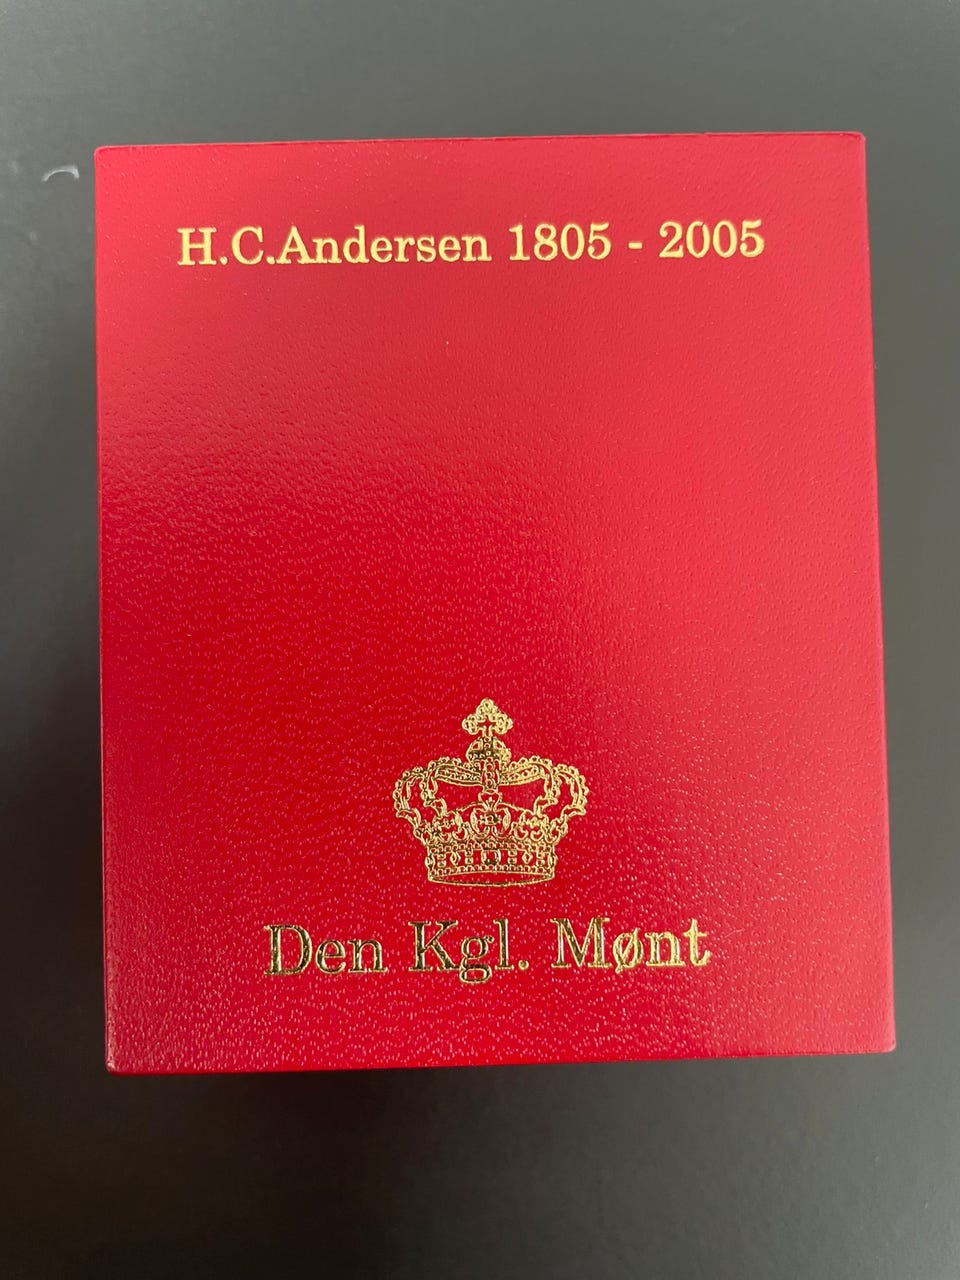 H.C.Andersen 1805 - 2005
Den Kgl. Mønt